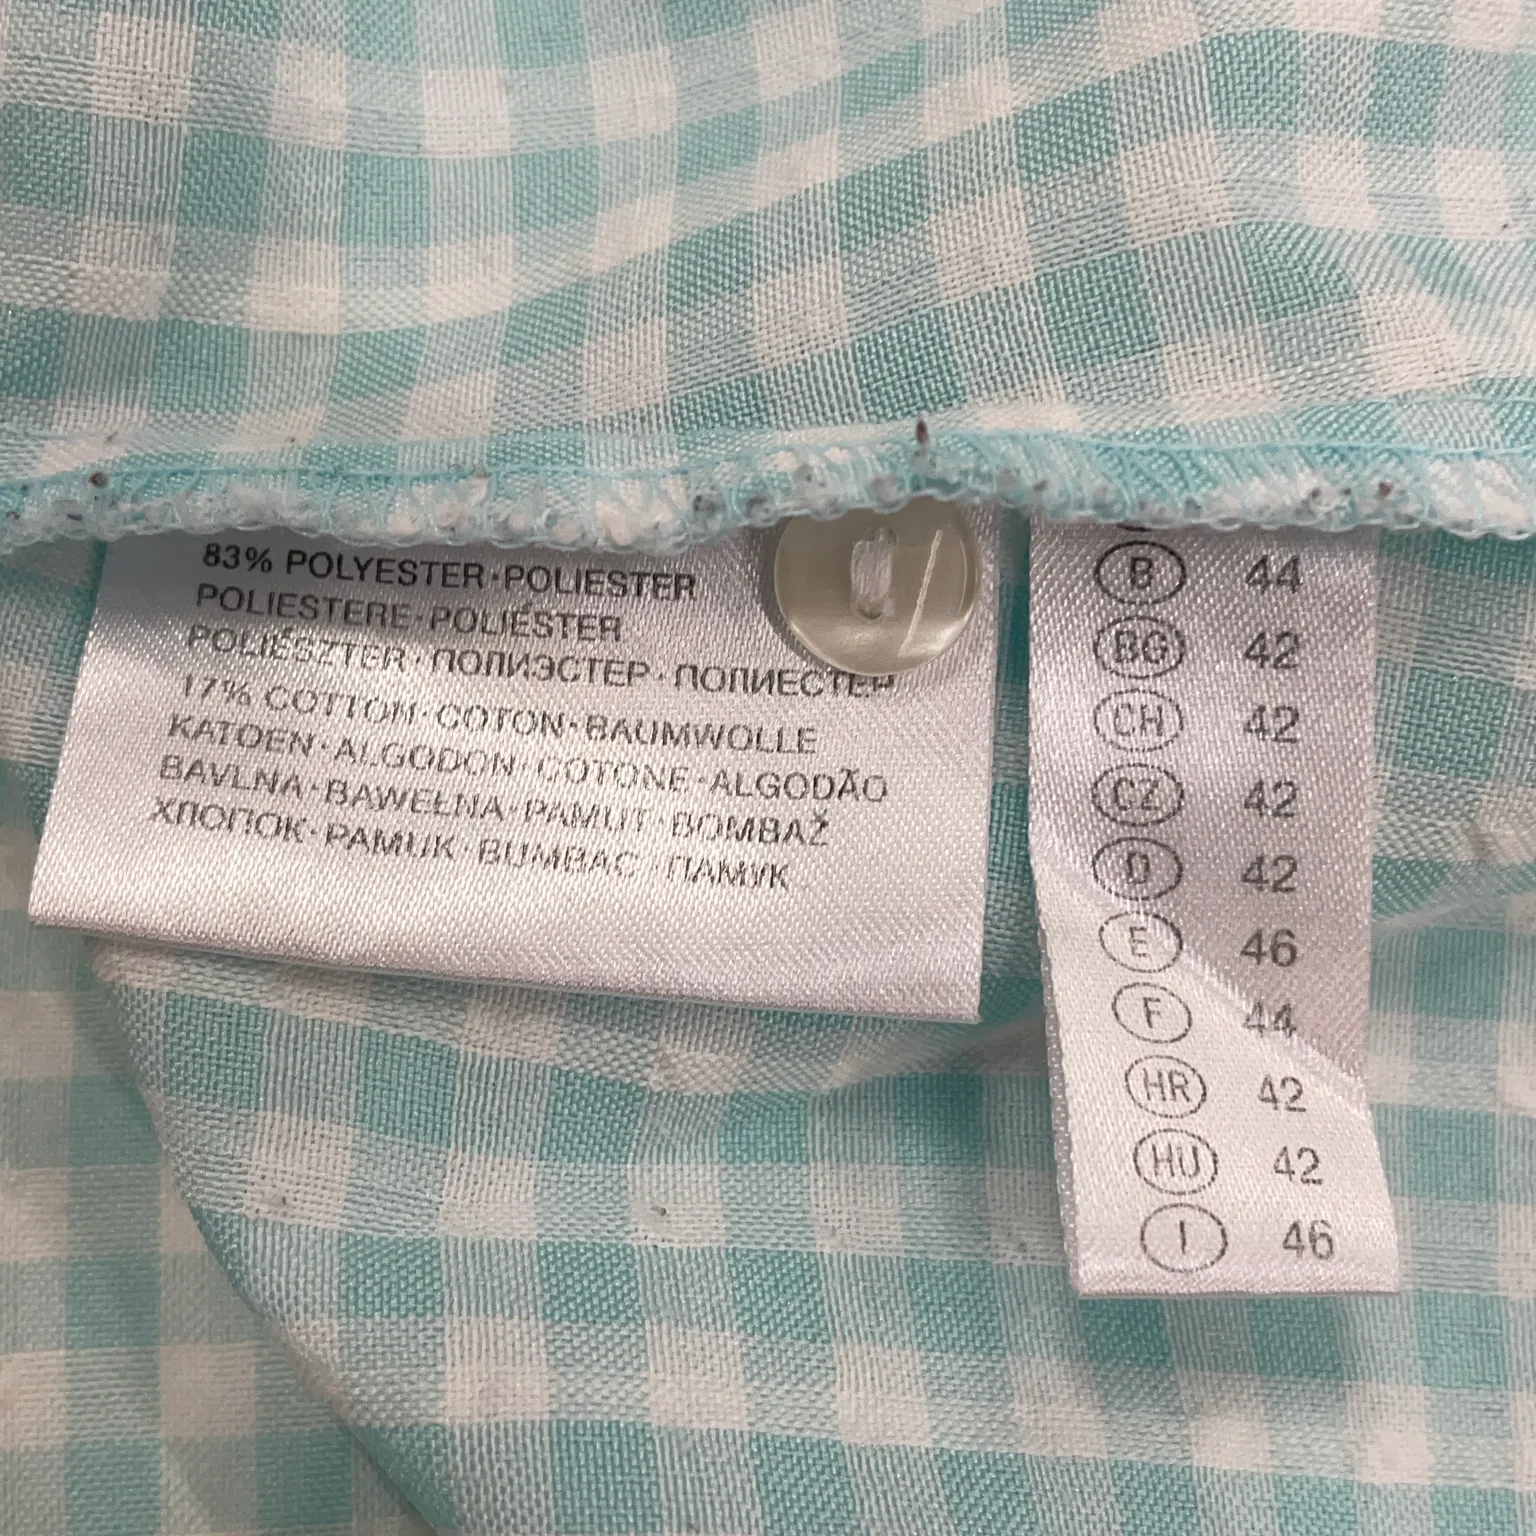 83% POLYESTER·POLIESTER
POLIESTERE·POLIÉSTER
POLIÉSZTER·ПОЛИЭСТЕР·ПОЛИЕСТЕР
17% COTTON·COTON·BAUMWOLLE
KATOEN·ALGODON·COTONE·ALGODÃO
BAVLNA·BAWEŁNA·PAMUT·BOMBAŽ
ХЛОПОК·PAMUK·BUMBAC·ПАМУК
B 44
BG 42
CH 42
CZ 42
D 42
E 46
F 44
HR 42
HU 42
I 46